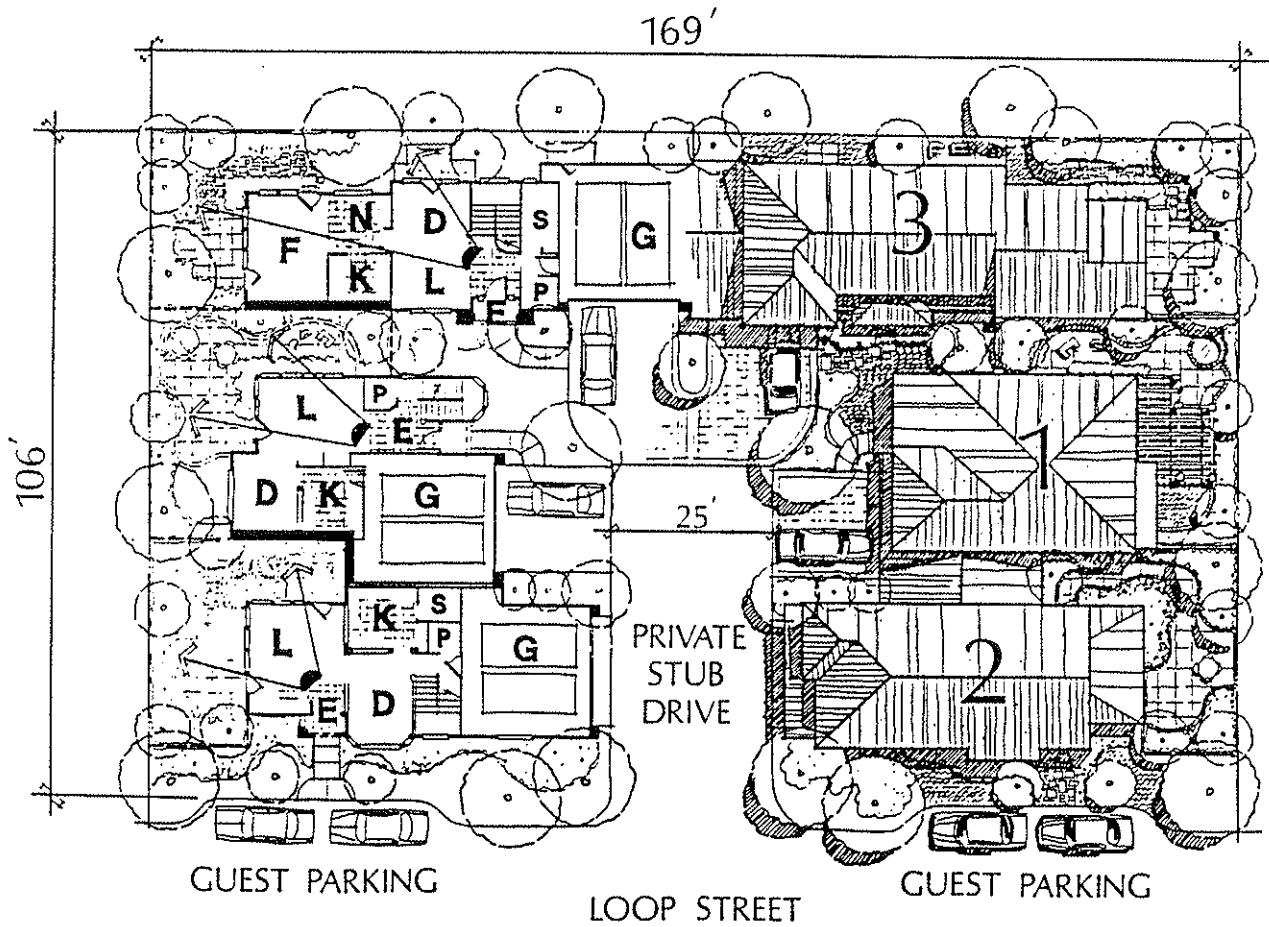 169'
106'
N
D
S
F
G
3
K
L
P
E
P
L
E
1
D
K
G
25'
K
S
P
L
G
2
E
D
PRIVATE
STUB
DRIVE
GUEST PARKING
GUEST PARKING
LOOP STREET